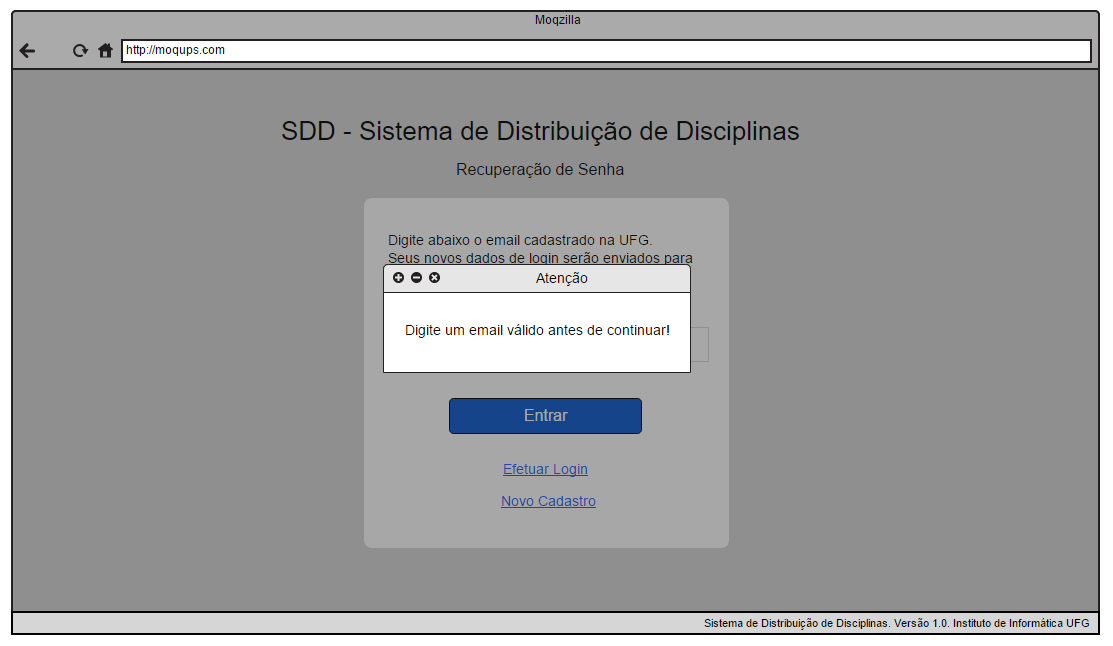 Moqzilla
http://moqups.com
SDD - Sistema de Distribuição de Disciplinas
Recuperação de Senha
Digite abaixo o email cadastrado na UFG.
Seus novos dados de login serão enviados para
Atenção
Digite um email válido antes de continuar!
Entrar
Efetuar Login
Novo Cadastro
Sistema de Distribuição de Disciplinas. Versão 1.0. Instituto de Informática UFG